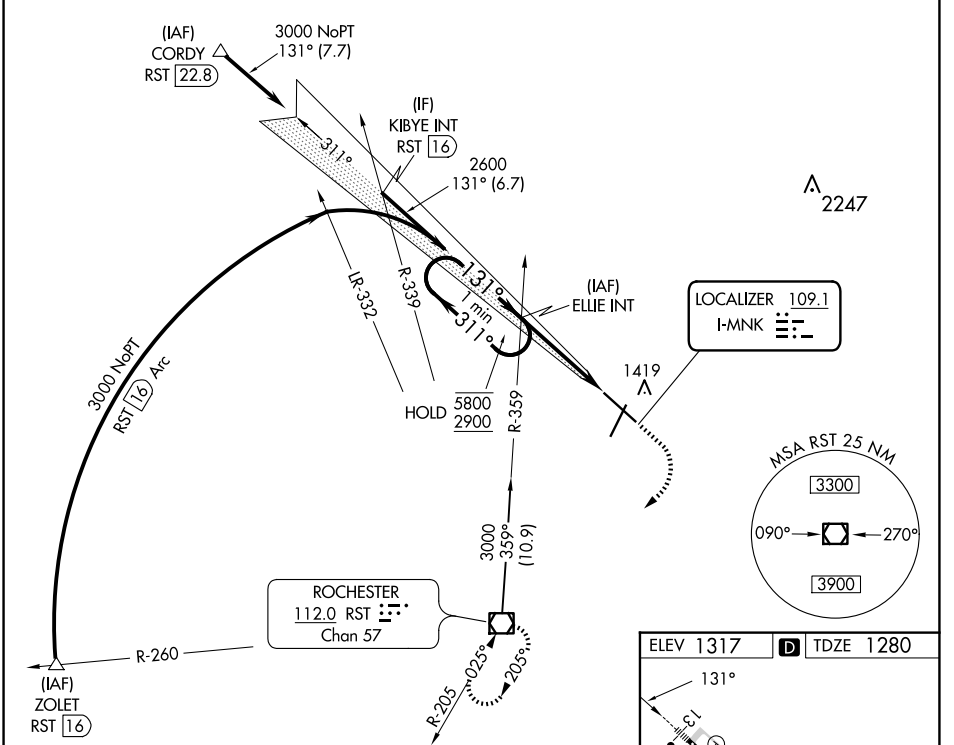 (IAF)
CORDY
RST 22.8
3000 NoPT
131° (7.7)
(IF)
KIBYE INT
RST 16
311°
2600
131° (6.7)
2247
LR-332
R-339
131°
1 min
311°
(IAF)
ELLIE INT
LOCALIZER 109.1
I-MNK
1419
3000 NoPT
RST 16 Arc
HOLD 5800
2900
R-359
MSA RST 25 NM
3300
090°
270°
3900
3000
359°
(10.9)
ROCHESTER
112.0 RST
Chan 57
R-260
(IAF)
ZOLET
RST 16
R-205
025°
205°
ELEV 1317 D TDZE 1280
131°
13